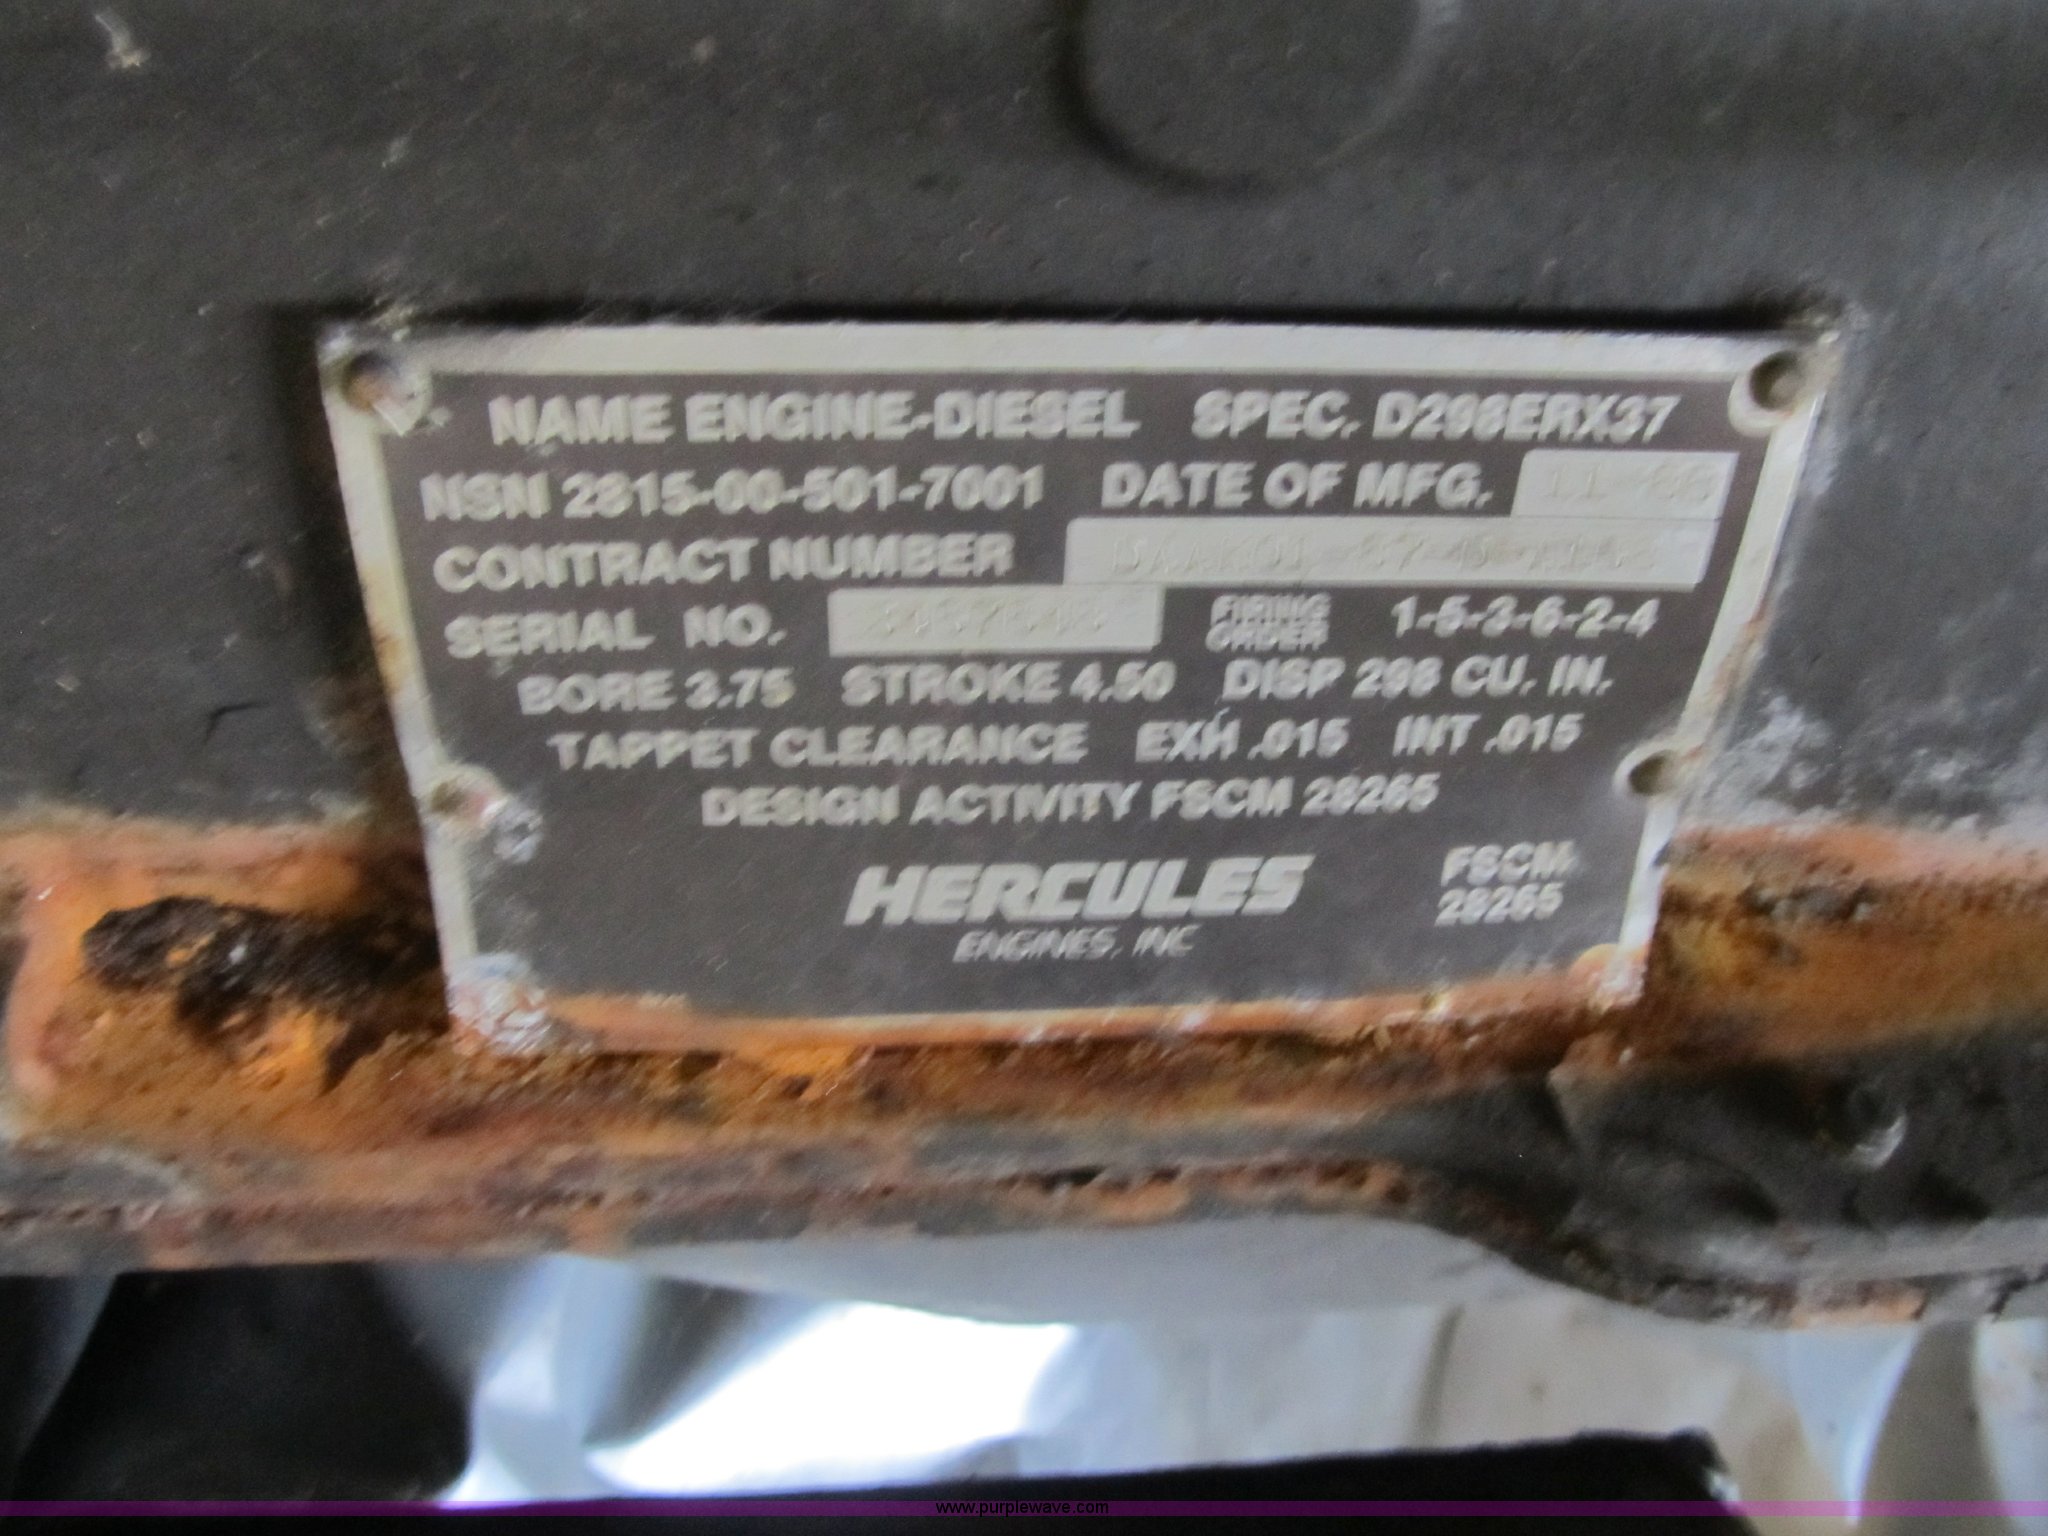 NAME ENGINE-DIESEL SPEC. D298ERX37
NSN 2815-00-501-7001 DATE OF MFG.
CONTRACT NUMBER
SERIAL NO. FIRING ORDER 1-5-3-6-2-4
BORE 3.75 STROKE 4.50 DISP 298 CU. IN.
TAPPET CLEARANCE EXH .015 INT .015
DESIGN ACTIVITY FSCM 28265
HERCULES
ENGINES, INC
FSCM
28265
www.purplewave.com